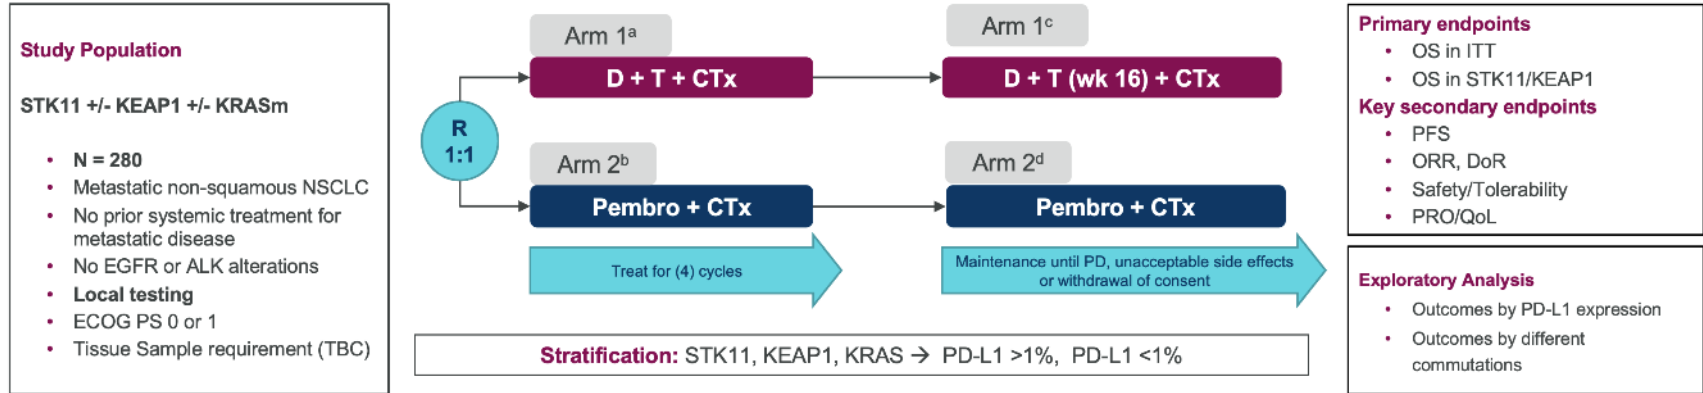 Study Population
STK11 +/- KEAP1 +/- KRASm
• N = 280
• Metastatic non-squamous NSCLC
• No prior systemic treatment for
metastatic disease
• No EGFR or ALK alterations
• Local testing
• ECOG PS 0 or 1
• Tissue Sample requirement (TBC)
R
1:1
Arm 1ᵃ
D + T + CTx
Arm 1ᶜ
D + T (wk 16) + CTx
Arm 2ᵇ
Pembro + CTx
Arm 2ᵈ
Pembro + CTx
Treat for (4) cycles
Maintenance until PD, unacceptable side effects
or withdrawal of consent
Stratification: STK11, KEAP1, KRAS → PD-L1 >1%, PD-L1 <1%
Primary endpoints
• OS in ITT
• OS in STK11/KEAP1
Key secondary endpoints
• PFS
• ORR, DoR
• Safety/Tolerability
• PRO/QoL
Exploratory Analysis
• Outcomes by PD-L1 expression
• Outcomes by different
commutations